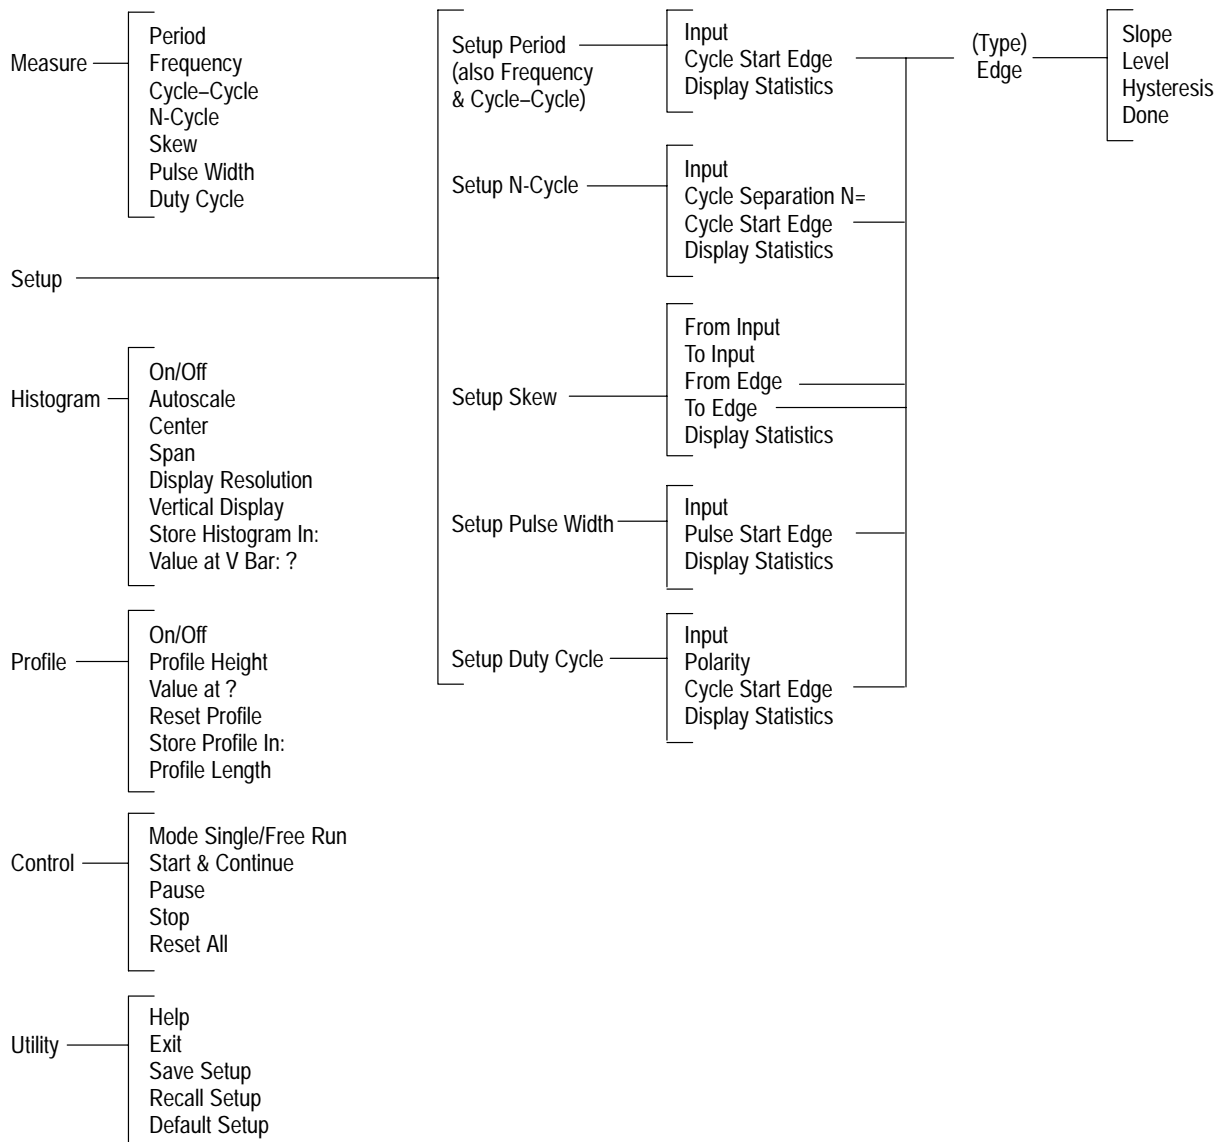 Measure
Period
Frequency
Cycle–Cycle
N-Cycle
Skew
Pulse Width
Duty Cycle
Setup
Setup Period
(also Frequency
& Cycle–Cycle)
Input
Cycle Start Edge
Display Statistics
Setup N-Cycle
Input
Cycle Separation N=
Cycle Start Edge
Display Statistics
Setup Skew
From Input
To Input
From Edge
To Edge
Display Statistics
Setup Pulse Width
Input
Pulse Start Edge
Display Statistics
Setup Duty Cycle
Input
Polarity
Cycle Start Edge
Display Statistics
(Type)
Edge
Slope
Level
Hysteresis
Done
Histogram
On/Off
Autoscale
Center
Span
Display Resolution
Vertical Display
Store Histogram In:
Value at V Bar: ?
Profile
On/Off
Profile Height
Value at ?
Reset Profile
Store Profile In:
Profile Length
Control
Mode Single/Free Run
Start & Continue
Pause
Stop
Reset All
Utility
Help
Exit
Save Setup
Recall Setup
Default Setup